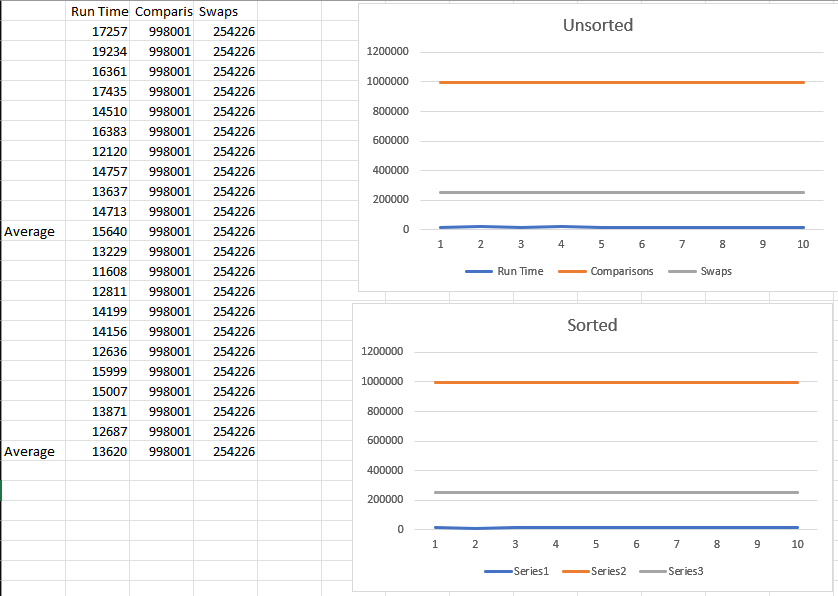 Run Time Comparis Swaps
17257 998001 254226
19234 998001 254226
16361 998001 254226
17435 998001 254226
14510 998001 254226
16383 998001 254226
12120 998001 254226
14757 998001 254226
13637 998001 254226
14713 998001 254226
Average 15640 998001 254226
13229 998001 254226
11608 998001 254226
12811 998001 254226
14199 998001 254226
14156 998001 254226
12636 998001 254226
15999 998001 254226
15007 998001 254226
13871 998001 254226
12687 998001 254226
Average 13620 998001 254226
Unsorted
1200000
1000000
800000
600000
400000
200000
0
1 2 3 4 5 6 7 8 9 10
Run Time Comparisons Swaps
Sorted
1200000
1000000
800000
600000
400000
200000
0
1 2 3 4 5 6 7 8 9 10
Series1 Series2 Series3